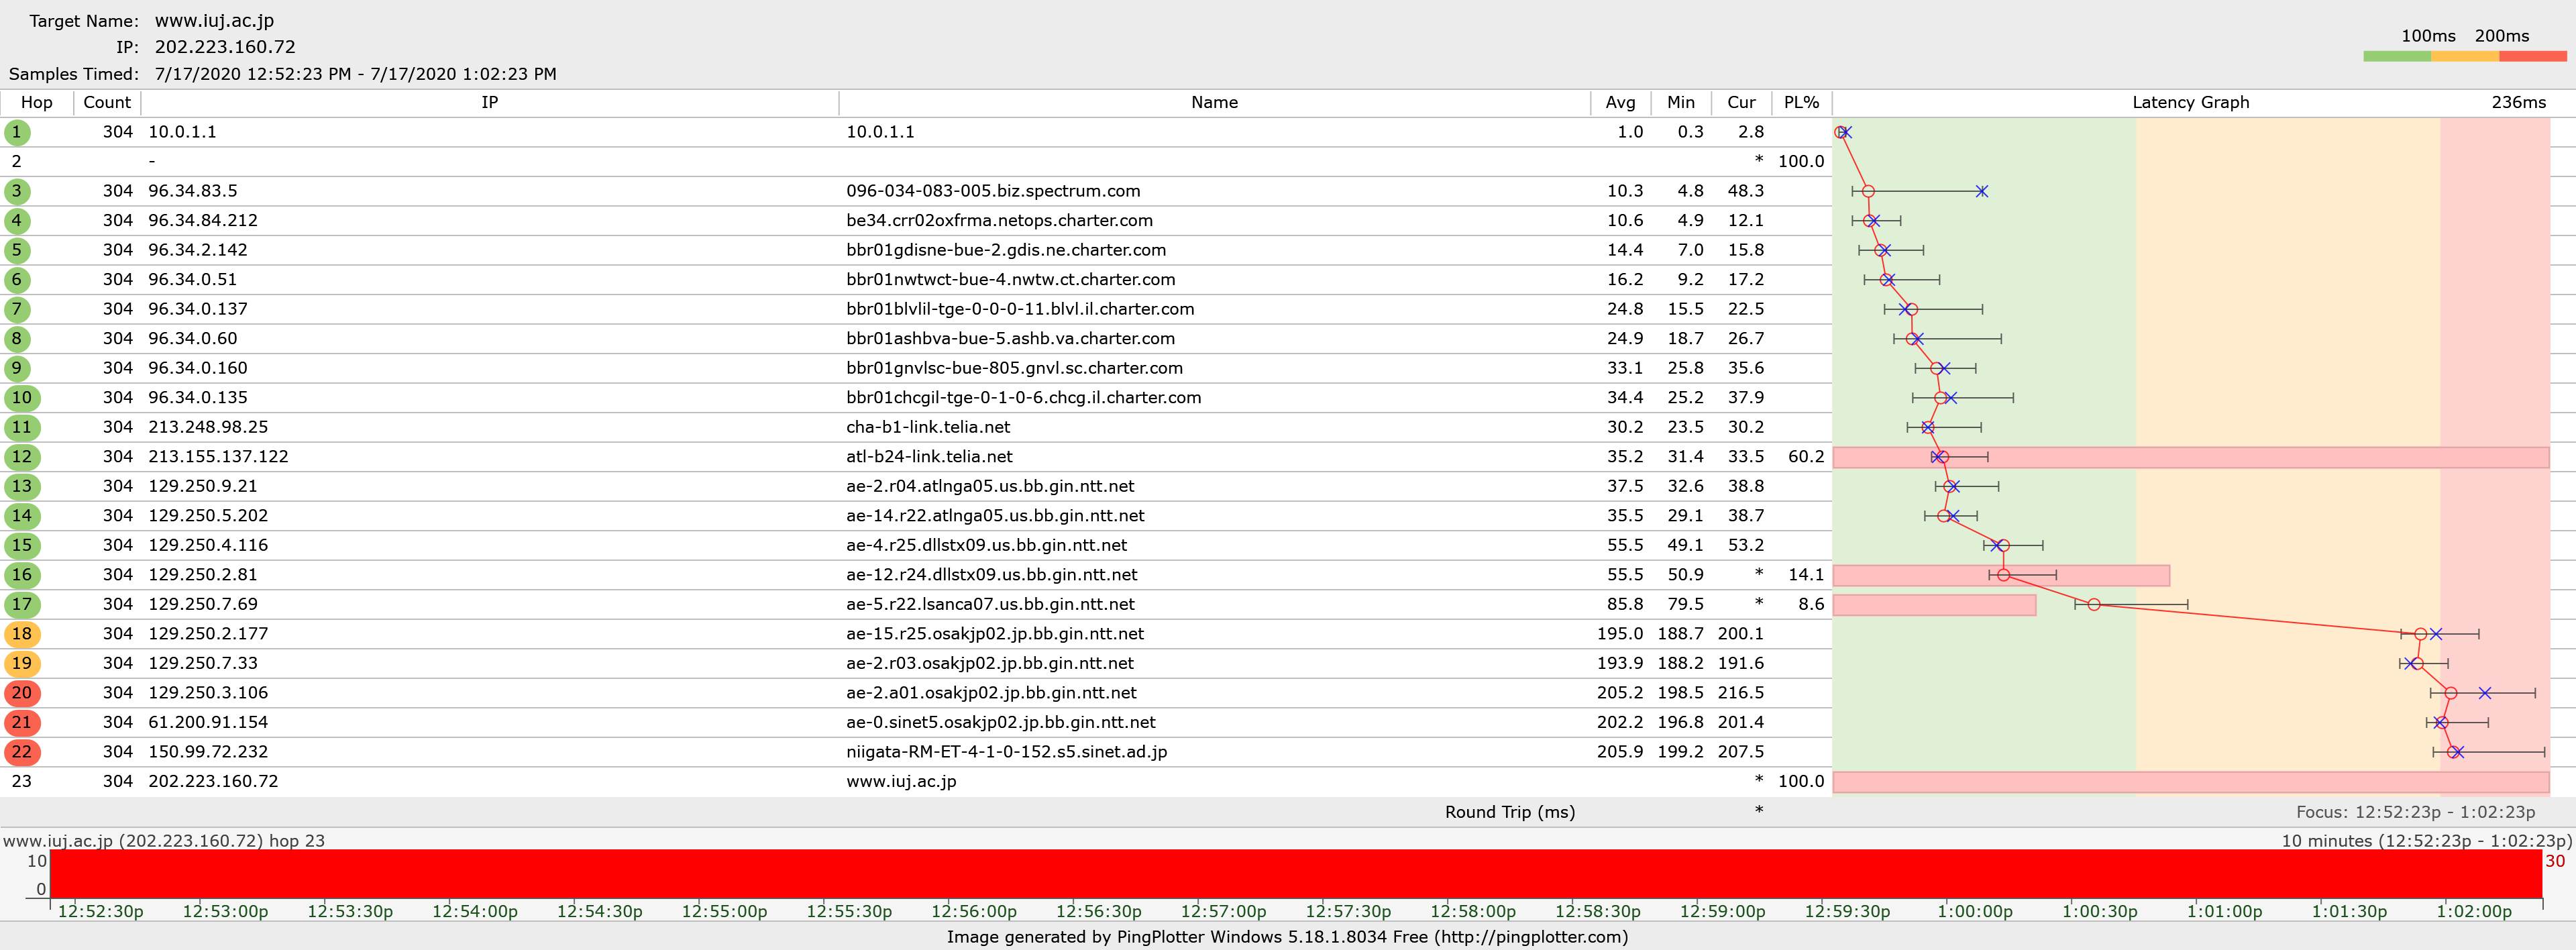 Target Name: www.iuj.ac.jp
IP: 202.223.160.72
Samples Timed: 7/17/2020 12:52:23 PM - 7/17/2020 1:02:23 PM
100ms 200ms
Hop Count IP Name Avg Min Cur PL% Latency Graph 236ms
1 304 10.0.1.1 10.0.1.1 1.0 0.3 2.8
2 - * 100.0
3 304 96.34.83.5 096-034-083-005.biz.spectrum.com 10.3 4.8 48.3
4 304 96.34.84.212 be34.crr02oxfrma.netops.charter.com 10.6 4.9 12.1
5 304 96.34.2.142 bbr01gdisne-bue-2.gdis.ne.charter.com 14.4 7.0 15.8
6 304 96.34.0.51 bbr01nwtwct-bue-4.nwtw.ct.charter.com 16.2 9.2 17.2
7 304 96.34.0.137 bbr01blvlil-tge-0-0-0-11.blvl.il.charter.com 24.8 15.5 22.5
8 304 96.34.0.60 bbr01ashbva-bue-5.ashb.va.charter.com 24.9 18.7 26.7
9 304 96.34.0.160 bbr01gnvlsc-bue-805.gnvl.sc.charter.com 33.1 25.8 35.6
10 304 96.34.0.135 bbr01chcgil-tge-0-1-0-6.chcg.il.charter.com 34.4 25.2 37.9
11 304 213.248.98.25 cha-b1-link.telia.net 30.2 23.5 30.2
12 304 213.155.137.122 atl-b24-link.telia.net 35.2 31.4 33.5 60.2
13 304 129.250.9.21 ae-2.r04.atlnga05.us.bb.gin.ntt.net 37.5 32.6 38.8
14 304 129.250.5.202 ae-14.r22.atlnga05.us.bb.gin.ntt.net 35.5 29.1 38.7
15 304 129.250.4.116 ae-4.r25.dllstx09.us.bb.gin.ntt.net 55.5 49.1 53.2
16 304 129.250.2.81 ae-12.r24.dllstx09.us.bb.gin.ntt.net 55.5 50.9 * 14.1
17 304 129.250.7.69 ae-5.r22.lsanca07.us.bb.gin.ntt.net 85.8 79.5 * 8.6
18 304 129.250.2.177 ae-15.r25.osakjp02.jp.bb.gin.ntt.net 195.0 188.7 200.1
19 304 129.250.7.33 ae-2.r03.osakjp02.jp.bb.gin.ntt.net 193.9 188.2 191.6
20 304 129.250.3.106 ae-2.a01.osakjp02.jp.bb.gin.ntt.net 205.2 198.5 216.5
21 304 61.200.91.154 ae-0.sinet5.osakjp02.jp.bb.gin.ntt.net 202.2 196.8 201.4
22 304 150.99.72.232 niigata-RM-ET-4-1-0-152.s5.sinet.ad.jp 205.9 199.2 207.5
23 304 202.223.160.72 www.iuj.ac.jp * 100.0
Round Trip (ms) * Focus: 12:52:23p - 1:02:23p
www.iuj.ac.jp (202.223.160.72) hop 23 10 minutes (12:52:23p - 1:02:23p)
10 30
0
12:52:30p 12:53:00p 12:53:30p 12:54:00p 12:54:30p 12:55:00p 12:55:30p 12:56:00p 12:56:30p 12:57:00p 12:57:30p 12:58:00p 12:58:30p 12:59:00p 12:59:30p 1:00:00p 1:00:30p 1:01:00p 1:01:30p 1:02:00p
Image generated by PingPlotter Windows 5.18.1.8034 Free (http://pingplotter.com)